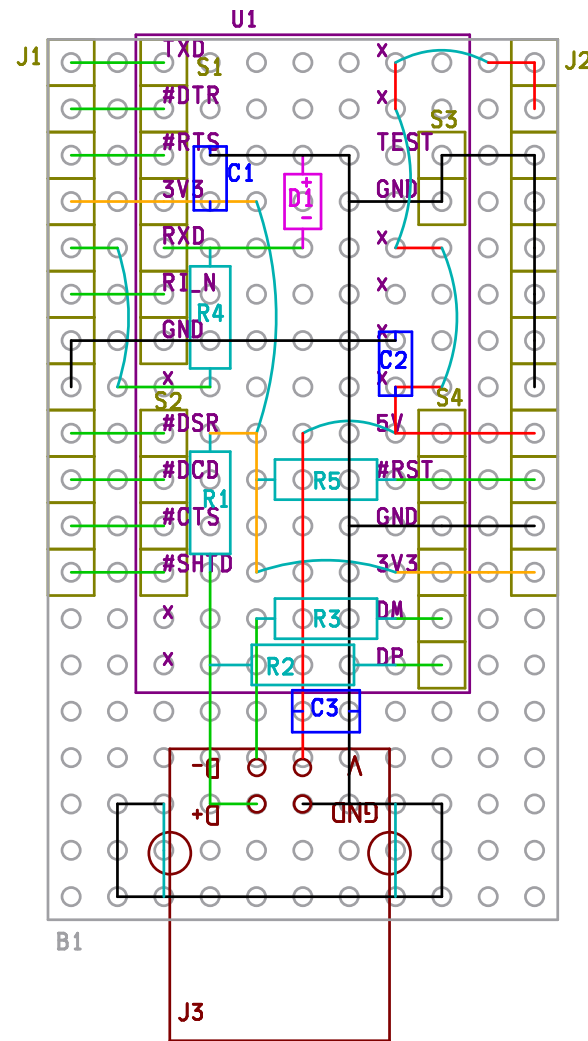 U1
J1
TXD
x
J2
S1
#DTR
x
S3
#RTS
TEST
C1
3V3
D1
+
-
GND
RXD
x
RI_N
x
R4
GND
x
C2
x
x
S2
S4
#DSR
5V
#DCD
R5
#RST
R1
#CTS
GND
#SHTD
3V3
x
R3
DM
x
R2
DP
C3
D-
V
D+
GND
B1
J3